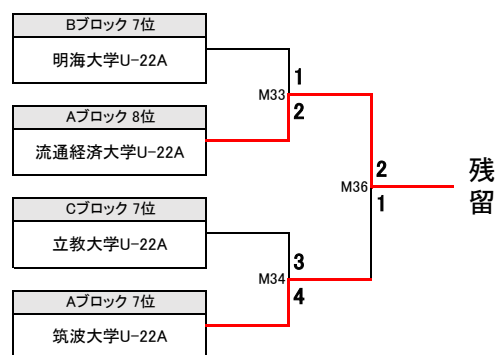 Bブロック 7位
明海大学U-22A
1
M33
2
Aブロック 8位
流通経済大学U-22A
2
M36
1
残留
Cブロック 7位
立教大学U-22A
3
M34
4
Aブロック 7位
筑波大学U-22A